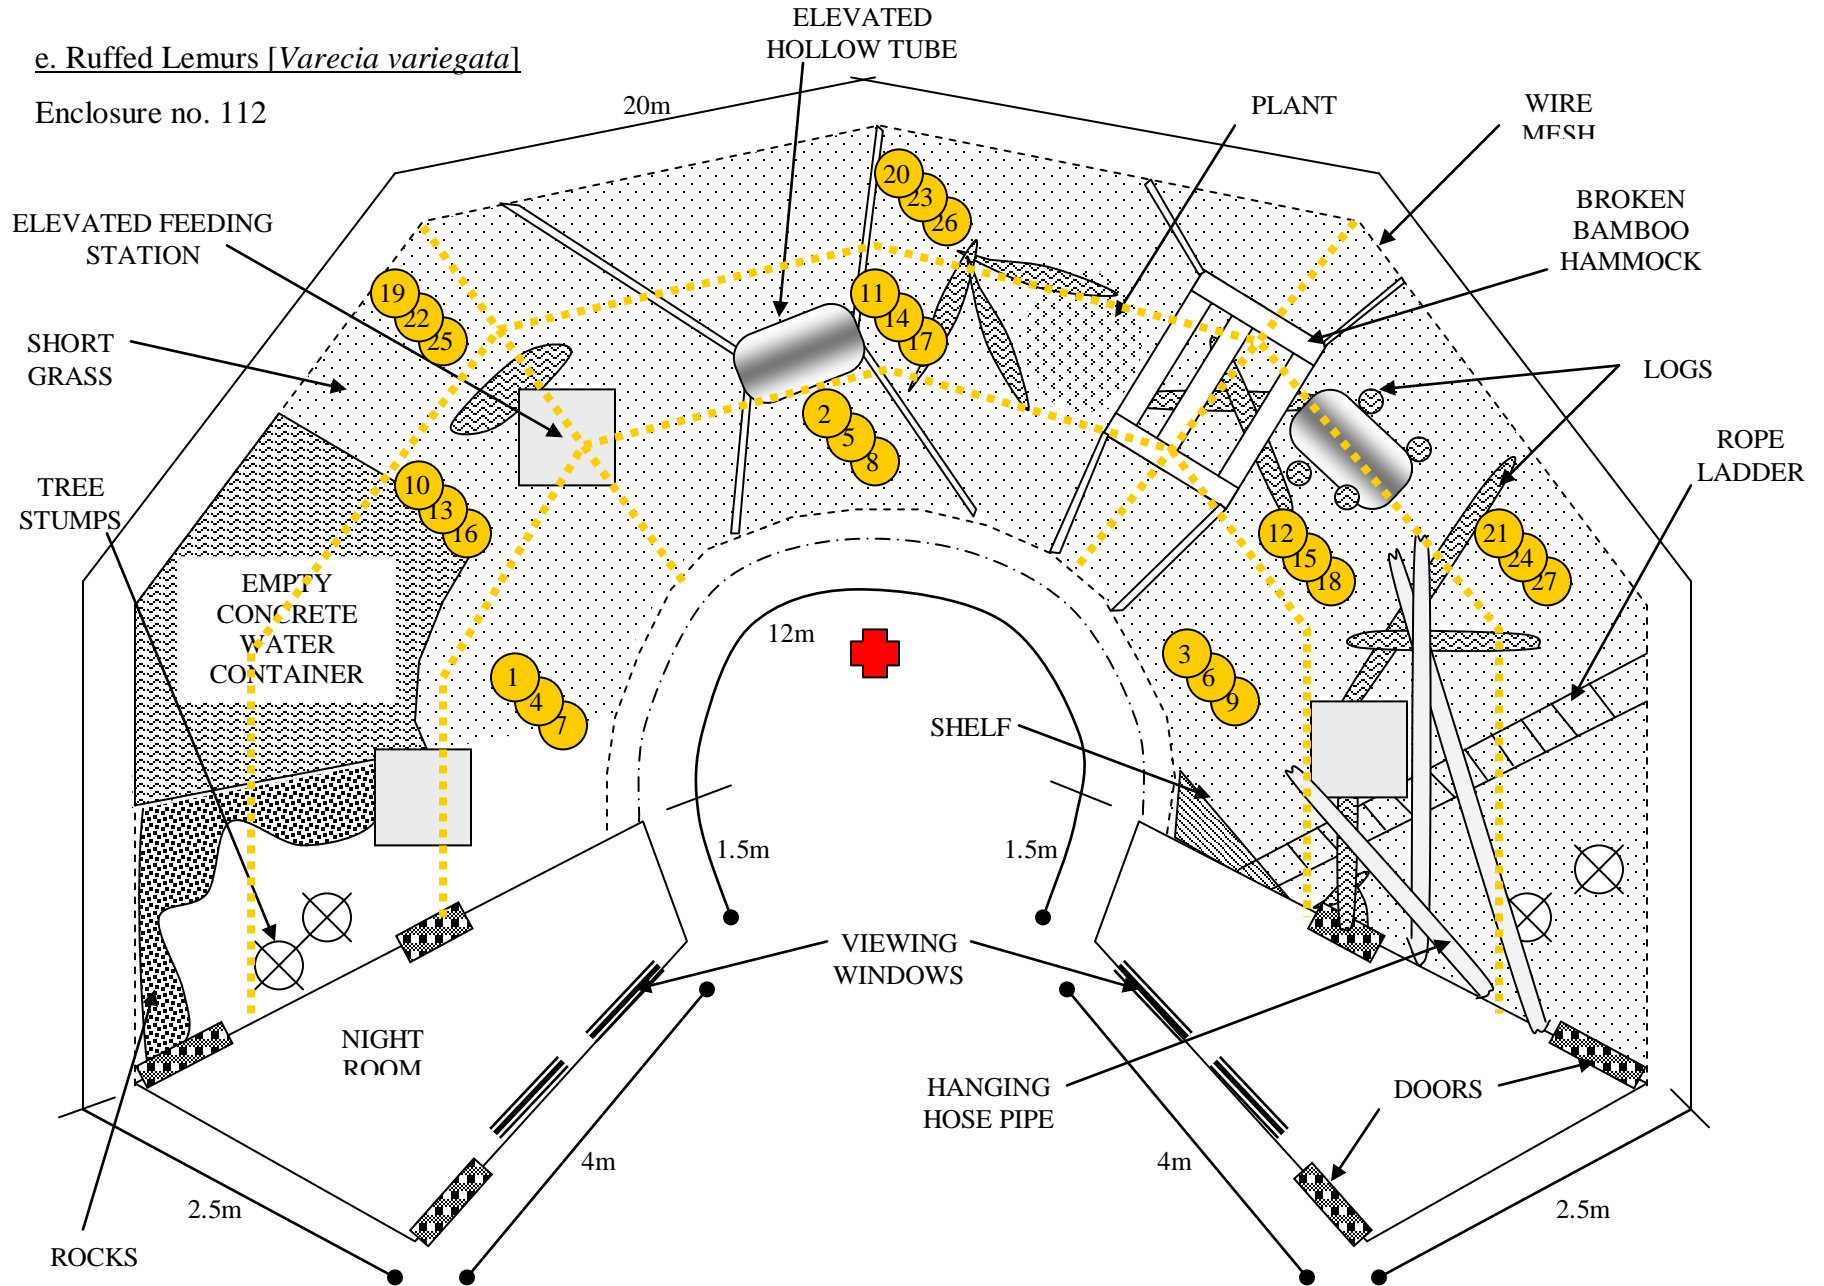 e. Ruffed Lemurs [Varecia variegata]
Enclosure no. 112
ELEVATED
HOLLOW TUBE
20m
PLANT
WIRE
MESH
ELEVATED FEEDING
STATION
BROKEN
BAMBOO
HAMMOCK
SHORT
GRASS
LOGS
ROPE
LADDER
TREE
STUMPS
20
23
26
19
22
25
11
14
17
2
5
8
10
13
16
12
15
18
21
24
27
EMPTY
CONCRETE
WATER
CONTAINER
12m
1
4
7
3
6
9
SHELF
1.5m
1.5m
VIEWING
WINDOWS
NIGHT
ROOM
HANGING
HOSE PIPE
DOORS
4m
4m
2.5m
2.5m
ROCKS